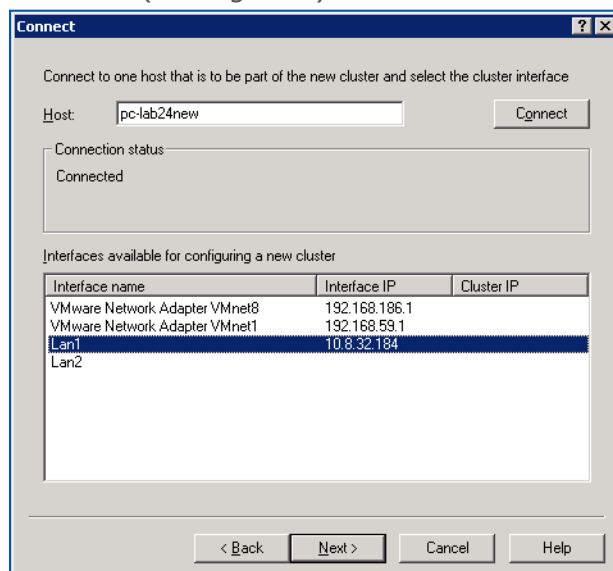 Connect
Connect to one host that is to be part of the new cluster and select the cluster interface
Host: pc-lab24new Connect
Connection status
Connected
Interfaces available for configuring a new cluster
Interface name Interface IP Cluster IP
VMware Network Adapter VMnet8 192.168.186.1
VMware Network Adapter VMnet1 192.168.59.1
Lan1 10.8.32.184
Lan2
< Back Next > Cancel Help